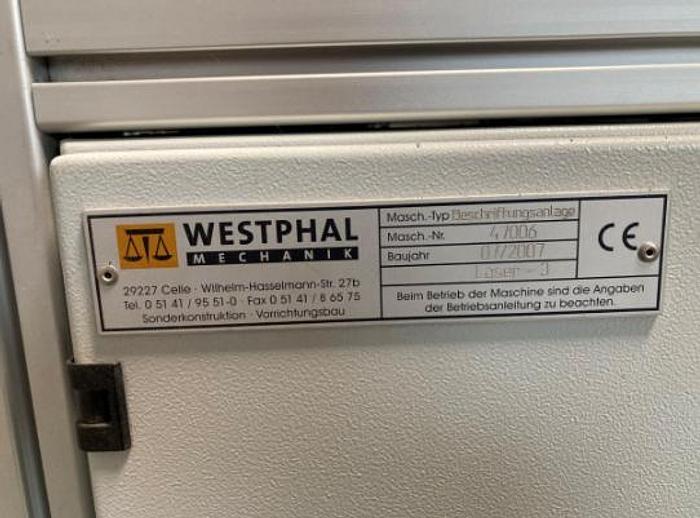 WESTPHAL
MECHANIK
29227 Celle · Wilhelm-Hasselmann-Str. 27b
Tel. 0 51 41 / 95 51-0 · Fax 0 51 41 / 8 65 75
Sonderkonstruktion · Vorrichtungsbau
Masch.-Typ Beschriftungsanlage
Masch.-Nr. 47006
Baujahr 07/2007
Laser - 3
Beim Betrieb der Maschine sind die Angaben
der Betriebsanleitung zu beachten.
CE